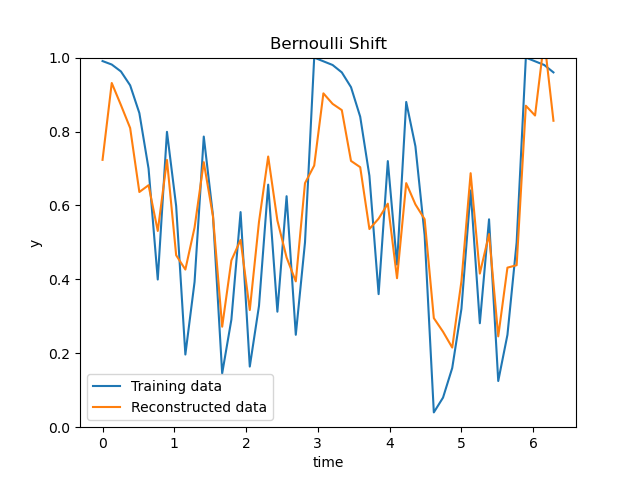 Bernoulli Shift
1.0
0.8
0.6
0.4
0.2
0.0
y
Training data
Reconstructed data
0 1 2 3 4 5 6
time